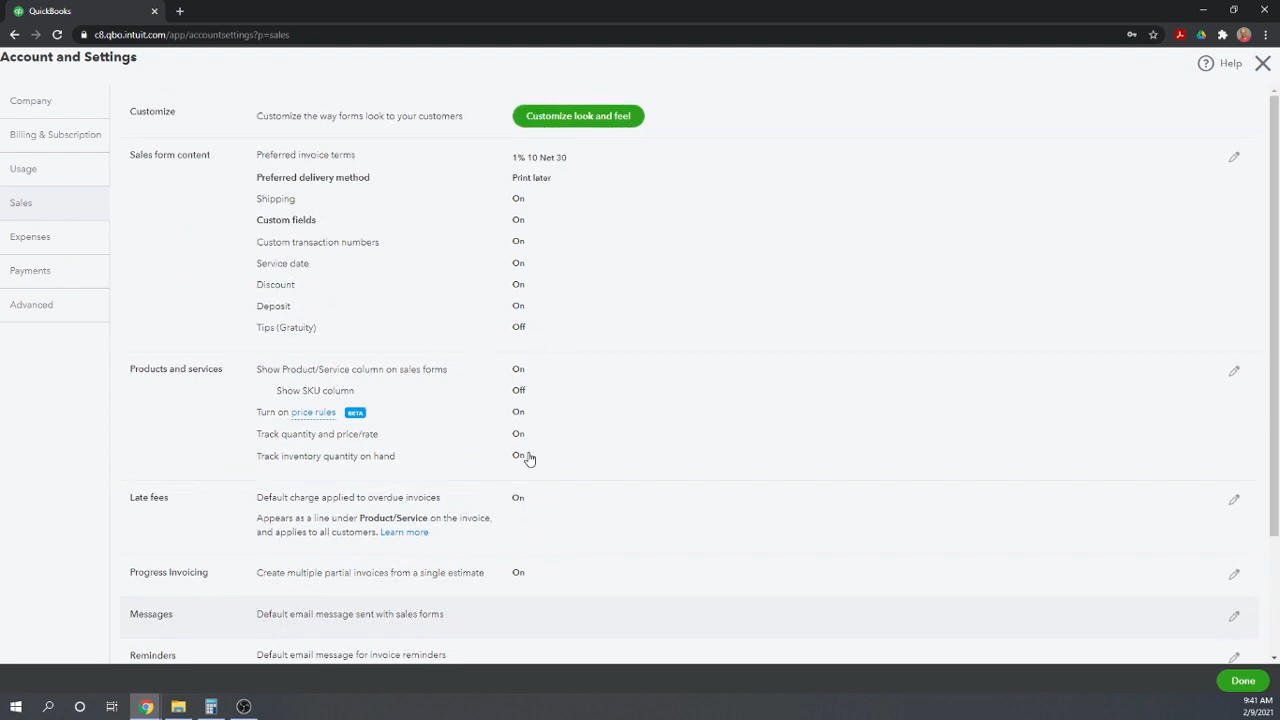 QuickBooks
c8.qbo.intuit.com/app/accountsettings?p=sales
Account and Settings
Help
Company
Billing & Subscription
Usage
Sales
Expenses
Payments
Advanced
Customize
Customize the way forms look to your customers
Customize look and feel
Sales form content
Preferred invoice terms
1% 10 Net 30
Preferred delivery method
Print later
Shipping
On
Custom fields
On
Custom transaction numbers
On
Service date
On
Discount
On
Deposit
On
Tips (Gratuity)
Off
Products and services
Show Product/Service column on sales forms
On
Show SKU column
Off
Turn on price rules BETA
On
Track quantity and price/rate
On
Track inventory quantity on hand
On
Late fees
Default charge applied to overdue invoices
On
Appears as a line under Product/Service on the invoice,
and applies to all customers. Learn more
Progress Invoicing
Create multiple partial invoices from a single estimate
On
Messages
Default email message sent with sales forms
Reminders
Default email message for invoice reminders
Done
9:41 AM
2/9/2021